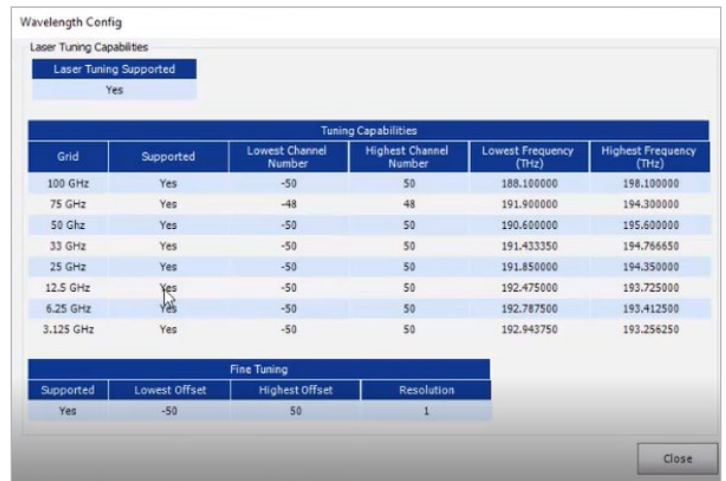 Wavelength Config
Laser Tuning Capabilities
Laser Tuning Supported
Yes
Tuning Capabilities
Grid Supported Lowest Channel Number Highest Channel Number Lowest Frequency (THz) Highest Frequency (THz)
100 GHz Yes -50 50 188.100000 198.100000
75 GHz Yes -48 48 191.900000 194.300000
50 Ghz Yes -50 50 190.600000 195.600000
33 GHz Yes -50 50 191.433350 194.766650
25 GHz Yes -50 50 191.850000 194.350000
12.5 GHz Yes -50 50 192.475000 193.725000
6.25 GHz Yes -50 50 192.787500 193.412500
3.125 GHz Yes -50 50 192.943750 193.256250
Fine Tuning
Supported Lowest Offset Highest Offset Resolution
Yes -50 50 1
Close